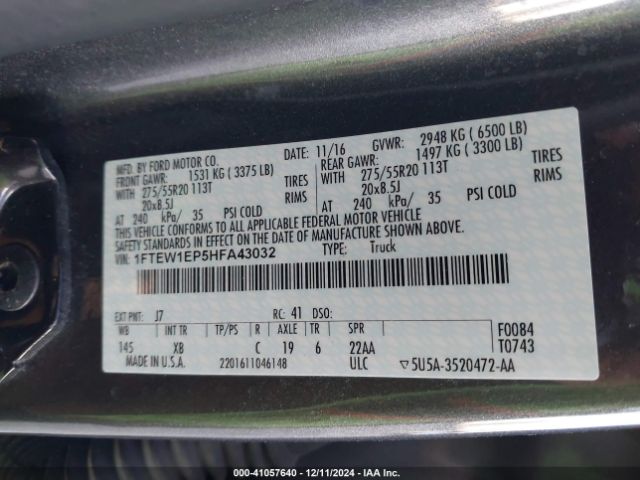 MFD. BY FORD MOTOR CO.
DATE: 11/16 GVWR: 2948 KG ( 6500 LB)
FRONT GAWR: 1531 KG ( 3375 LB)
REAR GAWR: 1497 KG ( 3300 LB)
WITH 275/55R20 113T TIRES
WITH 275/55R20 113T TIRES
20x8.5J RIMS
20x8.5J RIMS
AT 240 kPa/ 35 PSI COLD
AT 240 kPa/ 35 PSI COLD
THIS VEHICLE CONFORMS TO ALL APPLICABLE FEDERAL MOTOR VEHICLE
SAFETY STANDARDS IN EFFECT ON THE DATE OF MANUFACTURE SHOWN ABOVE.
VIN: 1FTEW1EP5HFA43032 TYPE: Truck
EXT PNT: J7 RC: 41 DSO:
WB INT TR TP/PS R AXLE TR SPR
F0084
145 XB C 19 6 22AA
T0743
MADE IN U.S.A. 2201611046148 ULC ▽5U5A-3520472-AA
000-41057640 - 12/11/2024 - IAA Inc.